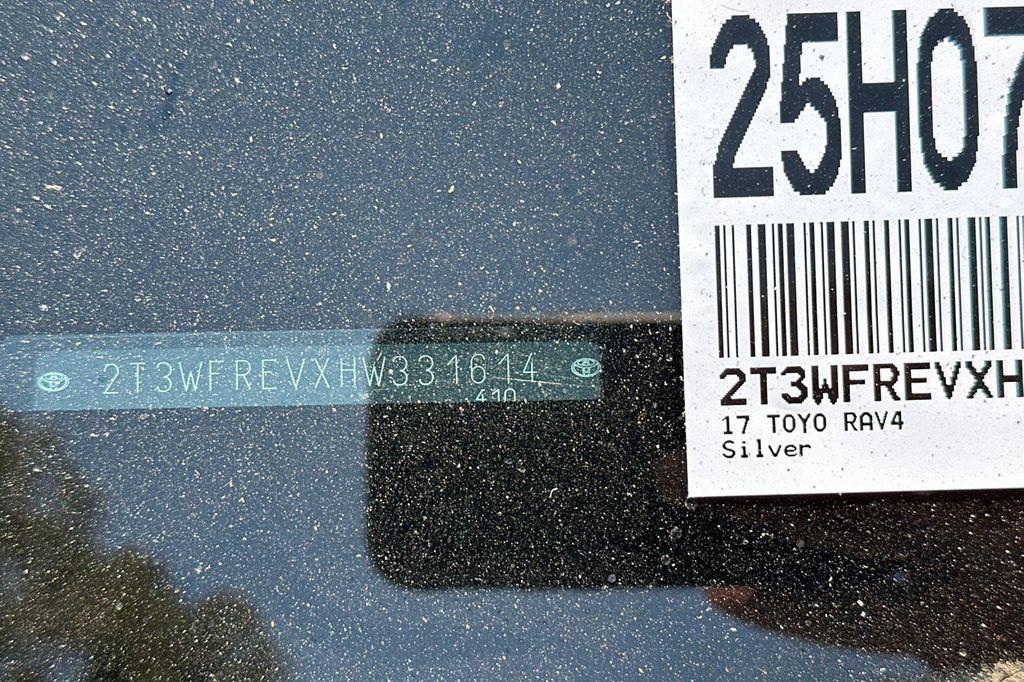 25H07
2T3WFREVXHW331614
410
2T3WFREVXH
17 TOYO RAV4
Silver